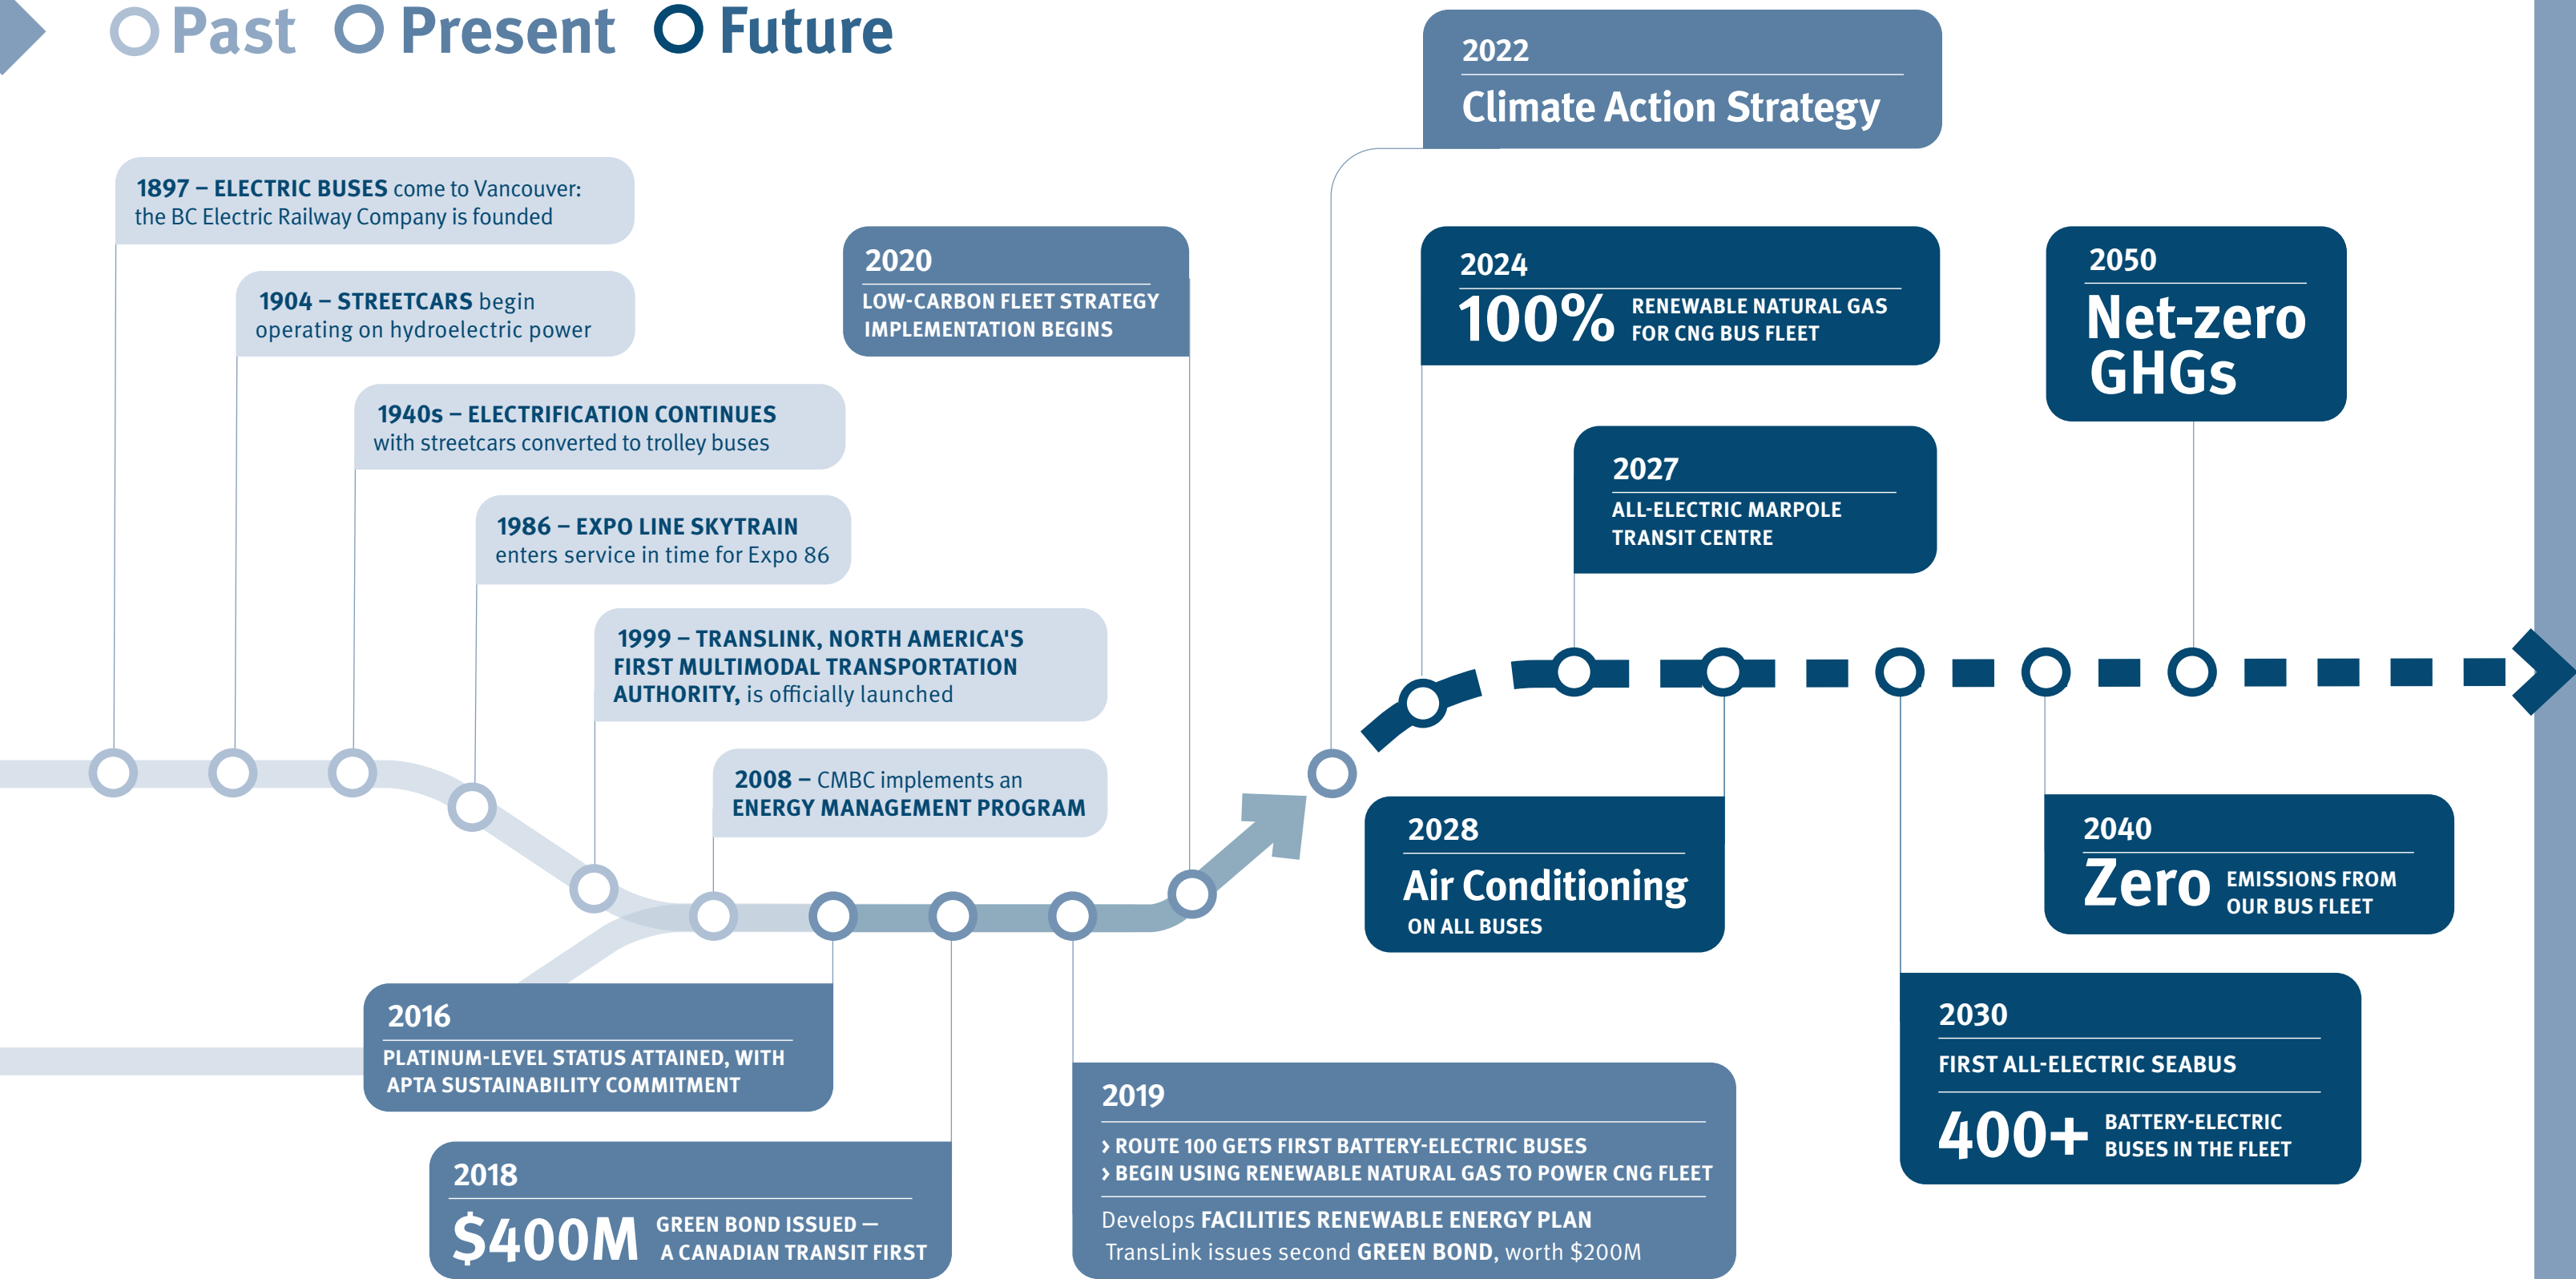 Past Present Future
1897 – ELECTRIC BUSES come to Vancouver:
the BC Electric Railway Company is founded
1904 – STREETCARS begin
operating on hydroelectric power
1940s – ELECTRIFICATION CONTINUES
with streetcars converted to trolley buses
1986 – EXPO LINE SKYTRAIN
enters service in time for Expo 86
1999 – TRANSLINK, NORTH AMERICA'S
FIRST MULTIMODAL TRANSPORTATION
AUTHORITY, is officially launched
2008 – CMBC implements an
ENERGY MANAGEMENT PROGRAM
2016
PLATINUM-LEVEL STATUS ATTAINED, WITH
APTA SUSTAINABILITY COMMITMENT
2018
$400M GREEN BOND ISSUED —
A CANADIAN TRANSIT FIRST
2019
› ROUTE 100 GETS FIRST BATTERY-ELECTRIC BUSES
› BEGIN USING RENEWABLE NATURAL GAS TO POWER CNG FLEET
Develops FACILITIES RENEWABLE ENERGY PLAN
TransLink issues second GREEN BOND, worth $200M
2020
LOW-CARBON FLEET STRATEGY
IMPLEMENTATION BEGINS
2022
Climate Action Strategy
2024
100% RENEWABLE NATURAL GAS
FOR CNG BUS FLEET
2027
ALL-ELECTRIC MARPOLE
TRANSIT CENTRE
2028
Air Conditioning
ON ALL BUSES
2030
FIRST ALL-ELECTRIC SEABUS
400+ BATTERY-ELECTRIC
BUSES IN THE FLEET
2040
Zero EMISSIONS FROM
OUR BUS FLEET
2050
Net-zero
GHGs